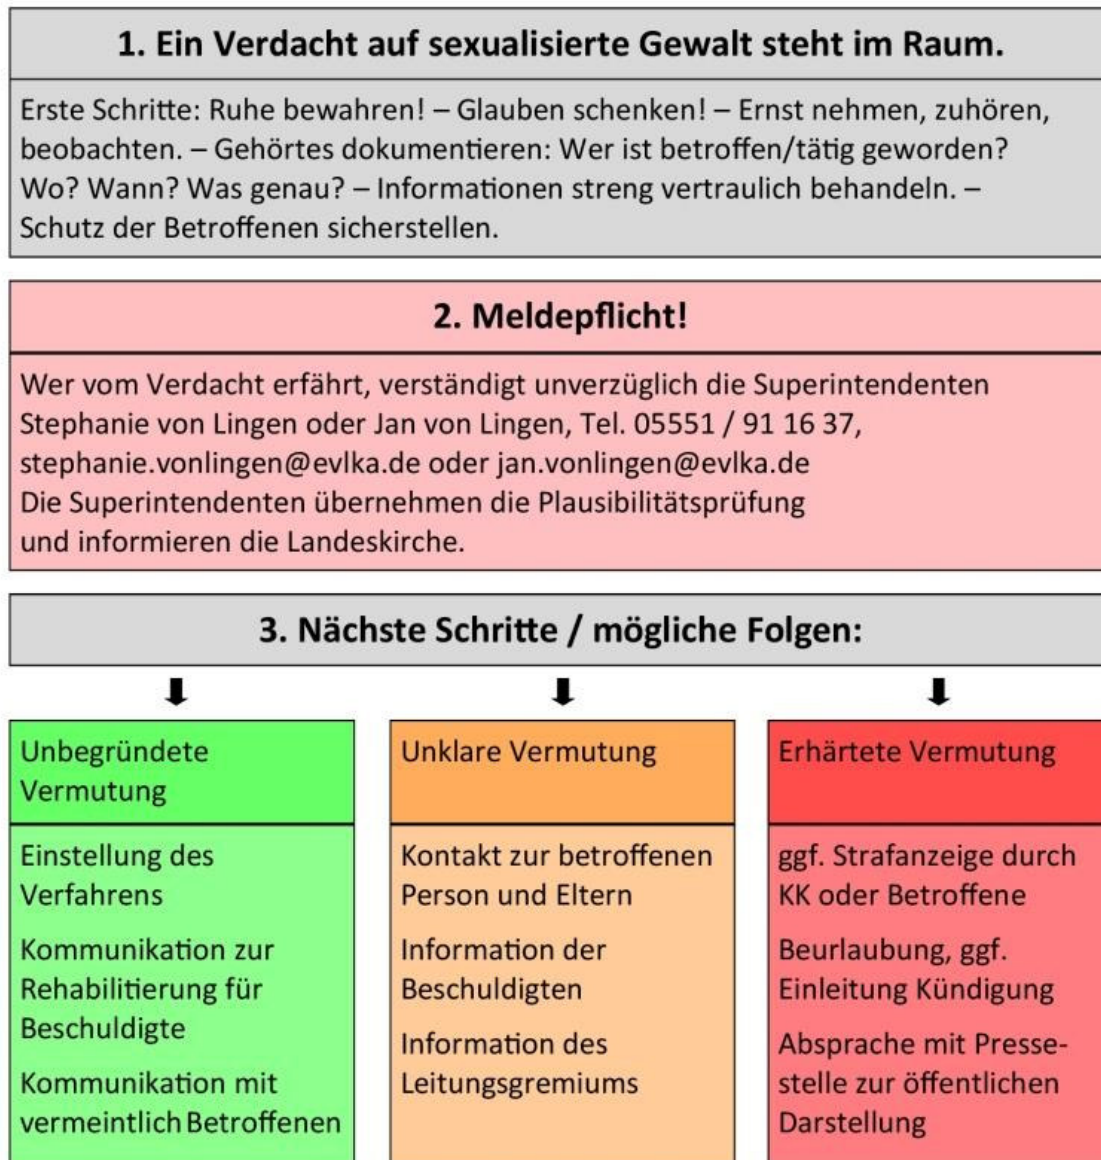 1. Ein Verdacht auf sexualisierte Gewalt steht im Raum.
Erste Schritte: Ruhe bewahren! – Glauben schenken! – Ernst nehmen, zuhören,
beobachten. – Gehörtes dokumentieren: Wer ist betroffen/tätig geworden?
Wo? Wann? Was genau? – Informationen streng vertraulich behandeln. –
Schutz der Betroffenen sicherstellen.
2. Meldepflicht!
Wer vom Verdacht erfährt, verständigt unverzüglich die Superintendenten
Stephanie von Lingen oder Jan von Lingen, Tel. 05551 / 91 16 37,
stephanie.vonlingen@evlka.de oder jan.vonlingen@evlka.de
Die Superintendenten übernehmen die Plausibilitätsprüfung
und informieren die Landeskirche.
3. Nächste Schritte / mögliche Folgen:
Unbegründete
Vermutung
Einstellung des
Verfahrens
Kommunikation zur
Rehabilitierung für
Beschuldigte
Kommunikation mit
vermeintlich Betroffenen
Unklare Vermutung
Kontakt zur betroffenen
Person und Eltern
Information der
Beschuldigten
Information des
Leitungsgremiums
Erhärtete Vermutung
ggf. Strafanzeige durch
KK oder Betroffene
Beurlaubung, ggf.
Einleitung Kündigung
Absprache mit Presse-
stelle zur öffentlichen
Darstellung